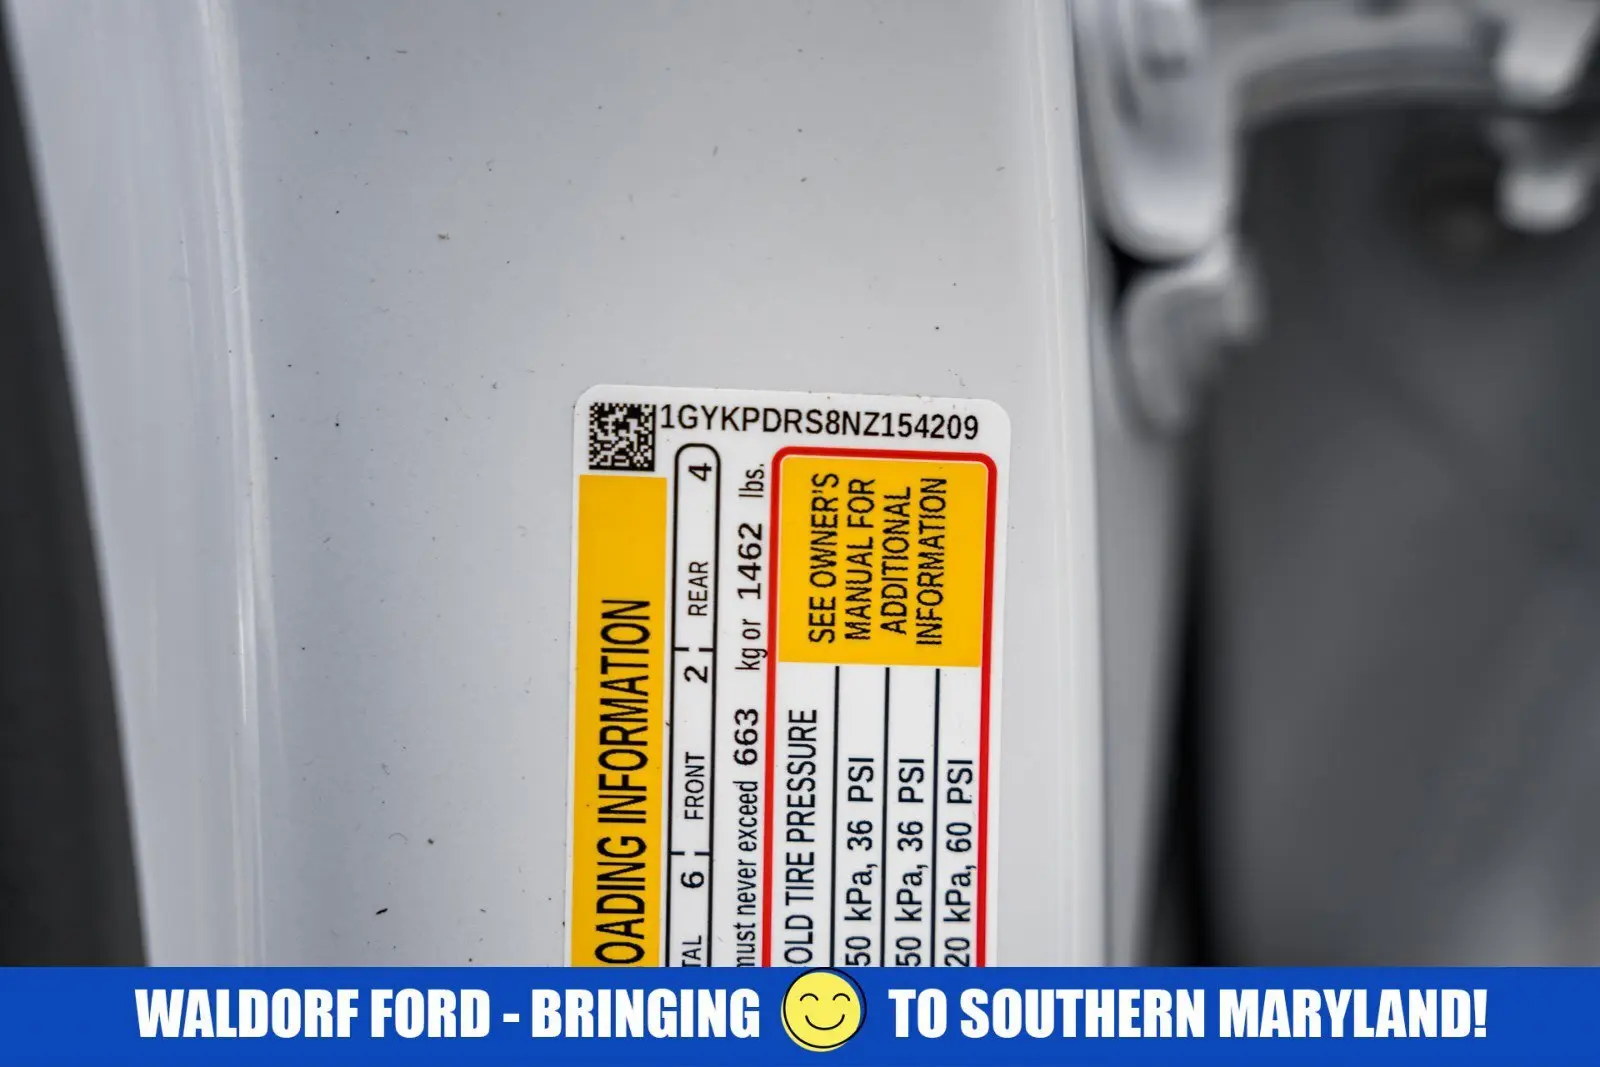 1GYKPDRS8NZ154209
OADING INFORMATION
TAL 6 FRONT 2 REAR 4
must never exceed 663 kg or 1462 lbs.
OLD TIRE PRESSURE
50 kPa, 36 PSI
50 kPa, 36 PSI
20 kPa, 60 PSI
SEE OWNER'S
MANUAL FOR
ADDITIONAL
INFORMATION
WALDORF FORD - BRINGING TO SOUTHERN MARYLAND!